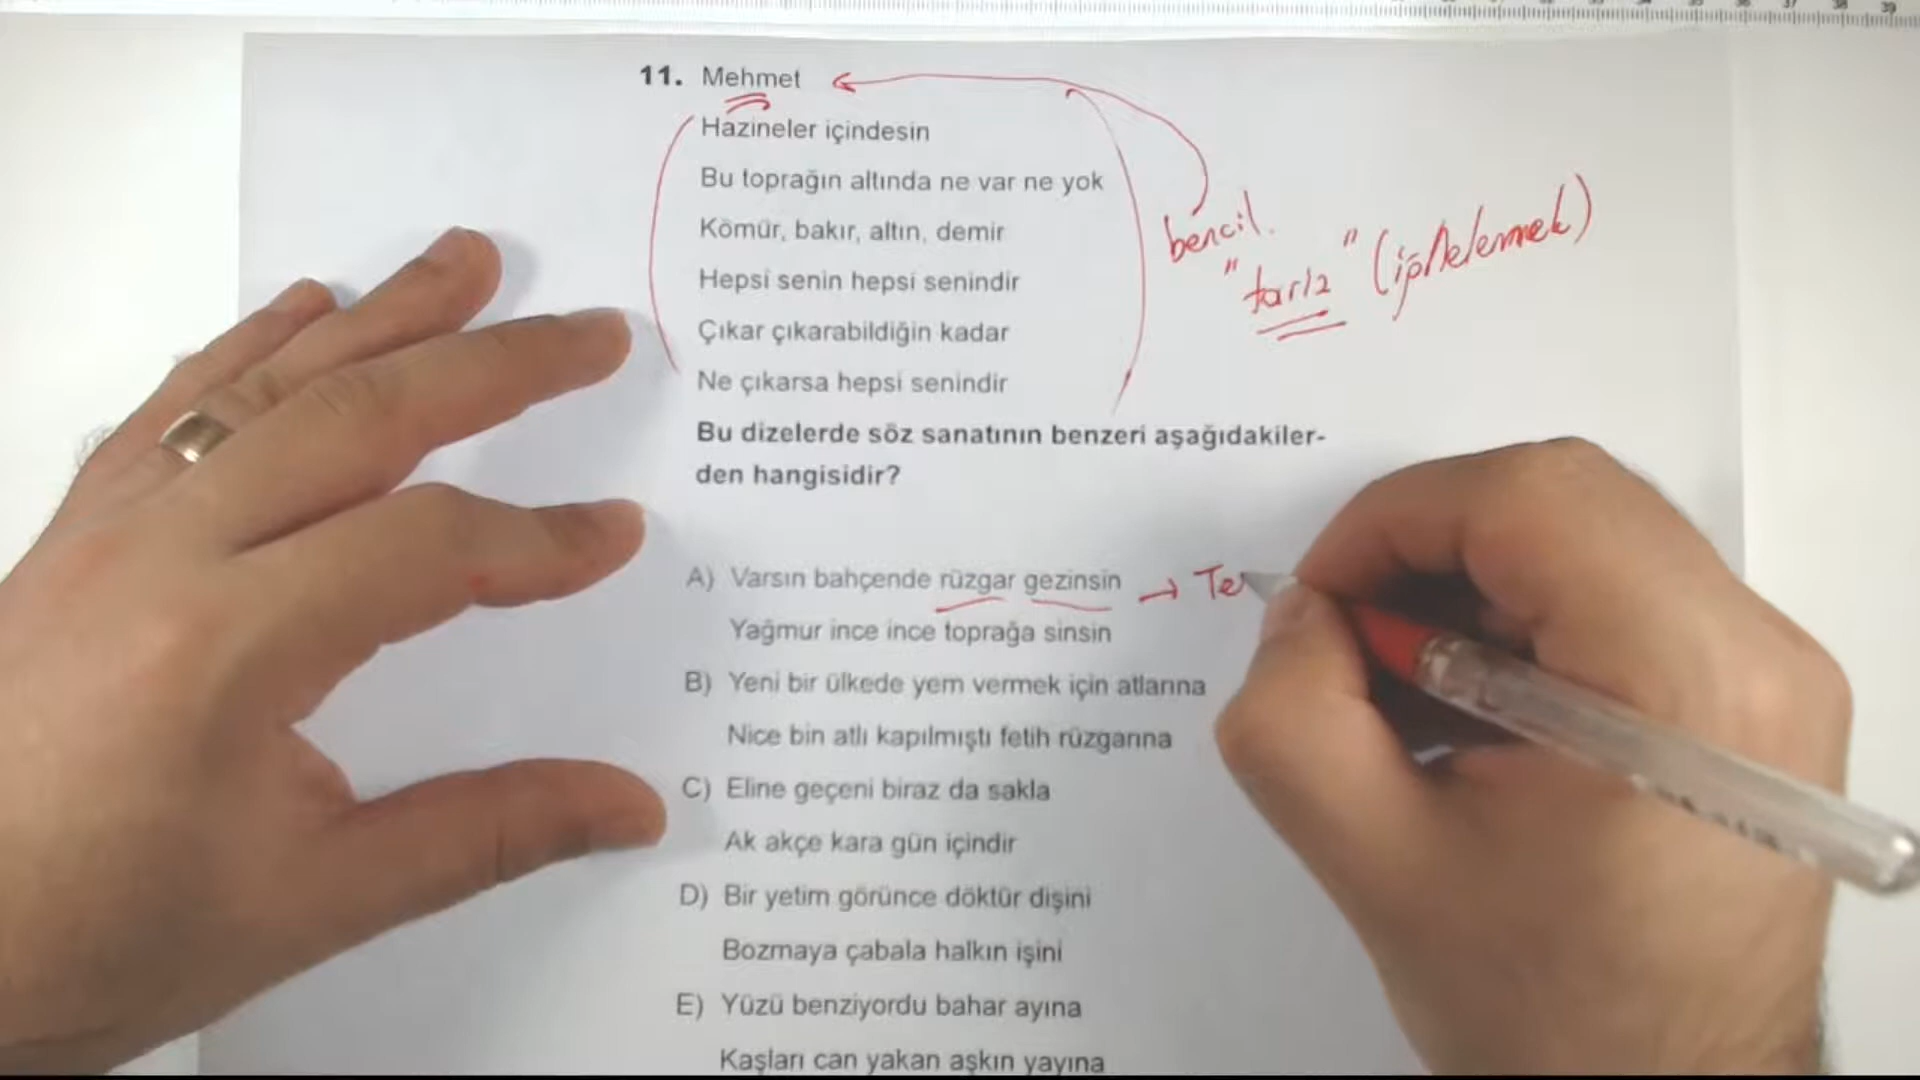 11. Mehmet
Hazineler içindesin
Bu toprağın altında ne var ne yok
Kömür, bakır, altın, demir
Hepsi senin hepsi senindir
Çıkar çıkarabildiğin kadar
Ne çıkarsa hepsi senindir
bencil.
"tariz" (iğnelemek)
Bu dizelerde söz sanatının benzeri aşağıdakiler-
den hangisidir?
A) Varsın bahçende rüzgar gezinsin → Te
Yağmur ince ince toprağa sinsin
B) Yeni bir ülkede yem vermek için atlarına
Nice bin atlı kapılmıştı fetih rüzgarına
C) Eline geçeni biraz da sakla
Ak akçe kara gün içindir
D) Bir yetim görünce döktür dişini
Bozmaya çabala halkın işini
E) Yüzü benziyordu bahar ayına
Kaşları can yakan aşkın yayına